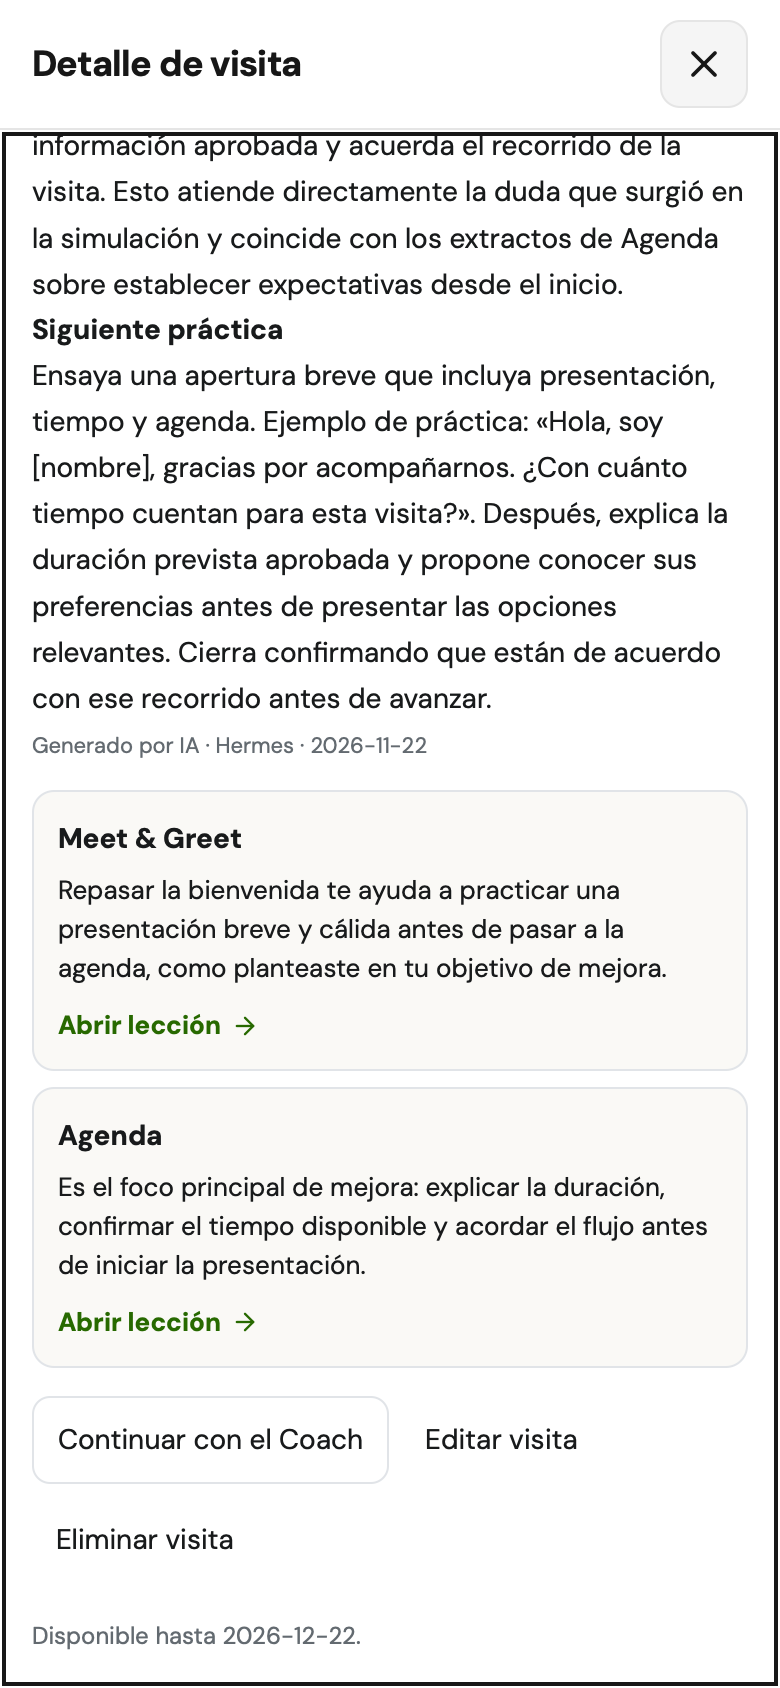 Detalle de visita
información aprobada y acuerda el recorrido de la
visita. Esto atiende directamente la duda que surgió en
la simulación y coincide con los extractos de Agenda
sobre establecer expectativas desde el inicio.
Siguiente práctica
Ensaya una apertura breve que incluya presentación,
tiempo y agenda. Ejemplo de práctica: «Hola, soy
[nombre], gracias por acompañarnos. ¿Con cuánto
tiempo cuentan para esta visita?». Después, explica la
duración prevista aprobada y propone conocer sus
preferencias antes de presentar las opciones
relevantes. Cierra confirmando que están de acuerdo
con ese recorrido antes de avanzar.
Generado por IA · Hermes · 2026-11-22
Meet & Greet
Repasar la bienvenida te ayuda a practicar una
presentación breve y cálida antes de pasar a la
agenda, como planteaste en tu objetivo de mejora.
Abrir lección →
Agenda
Es el foco principal de mejora: explicar la duración,
confirmar el tiempo disponible y acordar el flujo antes
de iniciar la presentación.
Abrir lección →
Continuar con el Coach
Editar visita
Eliminar visita
Disponible hasta 2026-12-22.